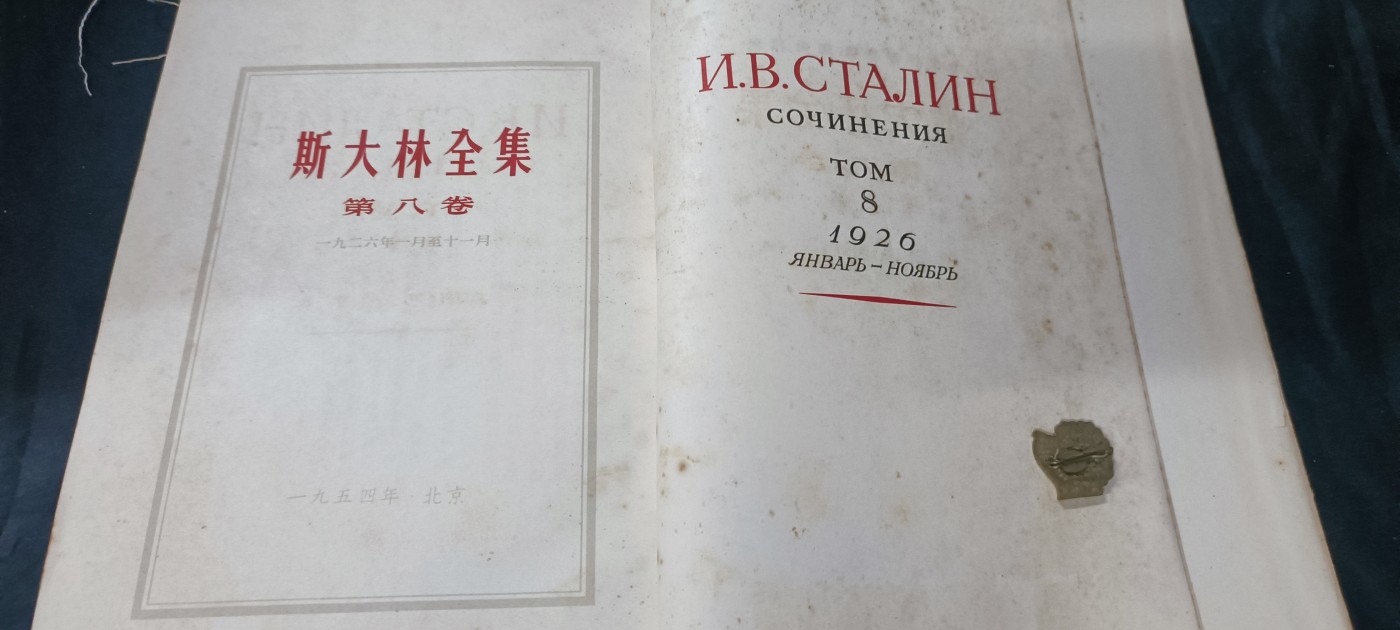 斯大林全集
第八卷
一九二六年一月至十一月
一九五四年 北京
И.В.СТАЛИН
СОЧИНЕНИЯ
ТОМ
8
1926
ЯНВАРЬ–НОЯБРЬ